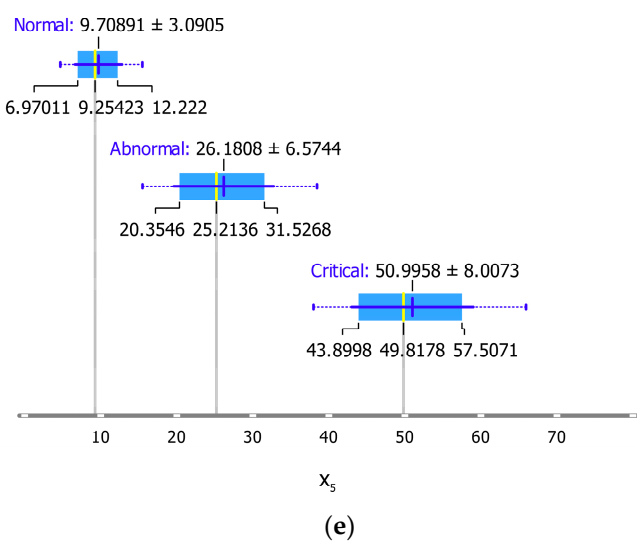 Normal: 9.70891 ± 3.0905
6.97011 9.25423 12.222
Abnormal: 26.1808 ± 6.5744
20.3546 25.2136 31.5268
Critical: 50.9958 ± 8.0073
43.8998 49.8178 57.5071
10 20 30 40 50 60 70
x₅
(e)